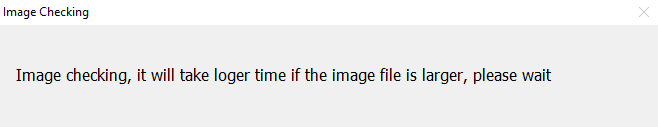 Image Checking
Image checking, it will take loger time if the image file is larger, please wait